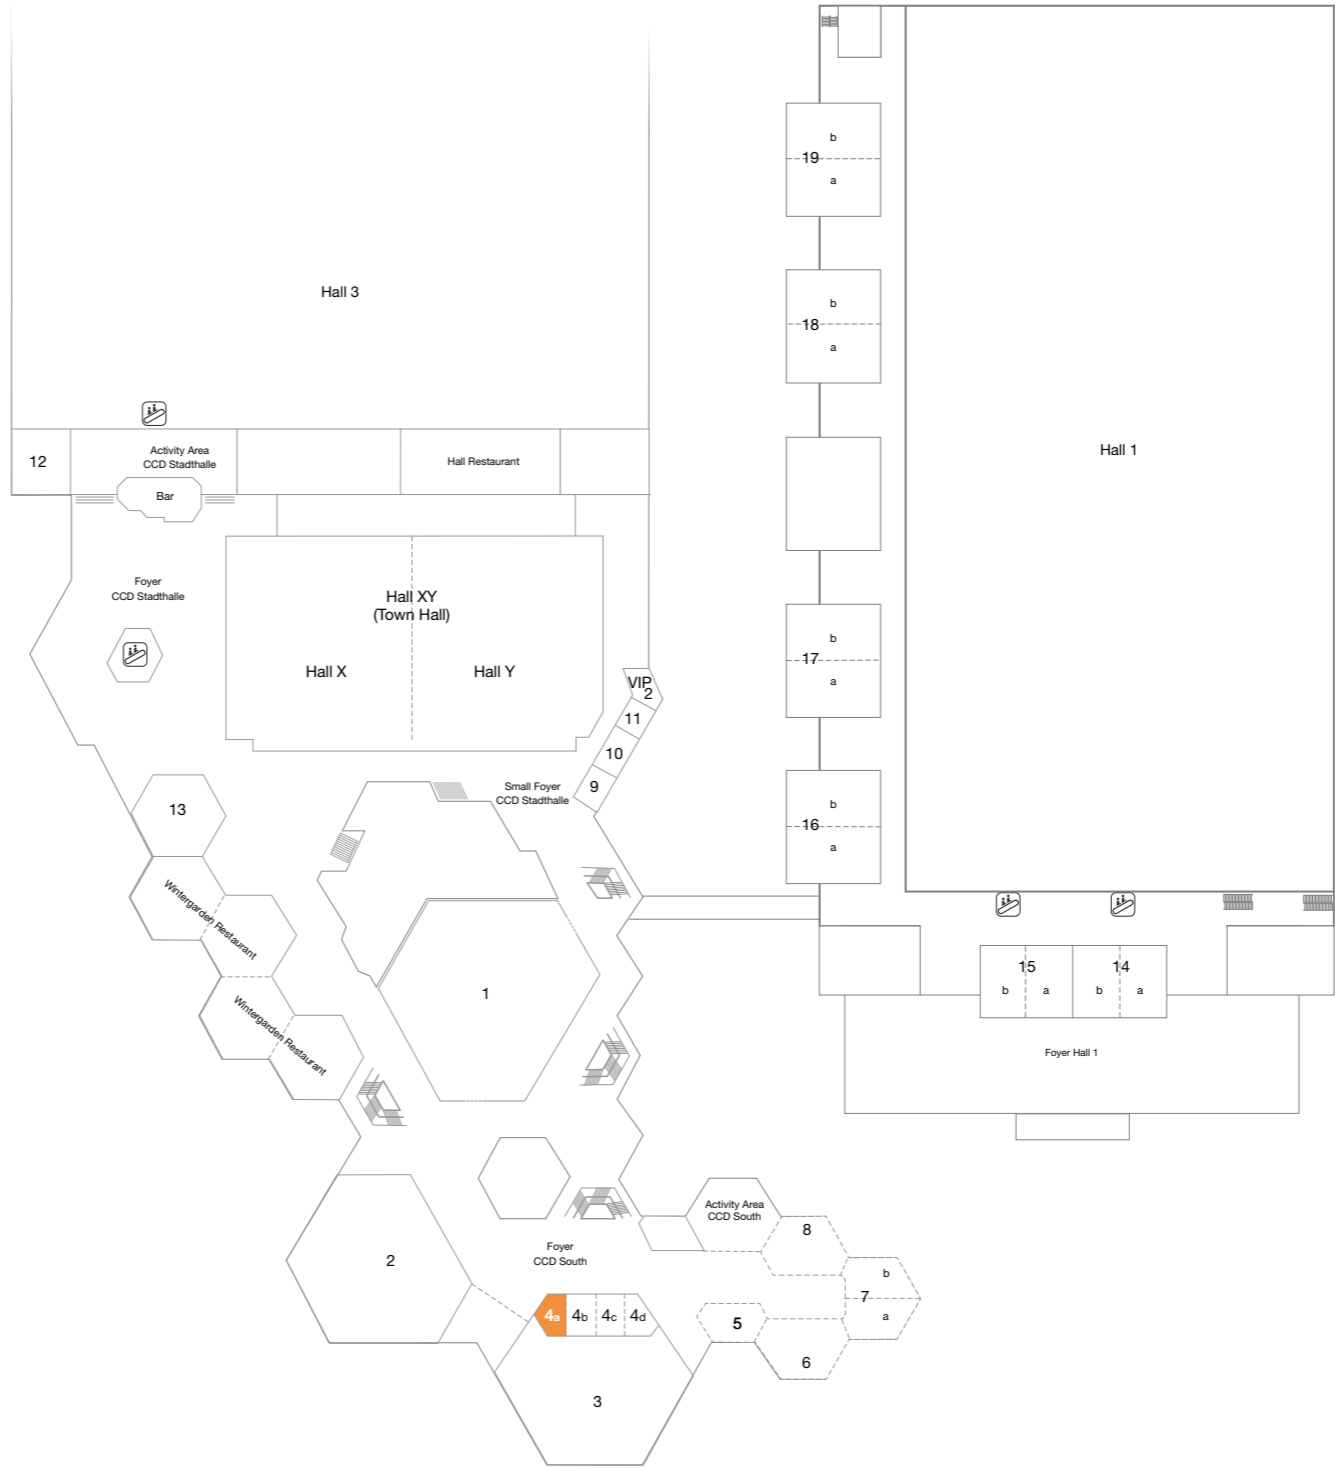 b
19
a
Hall 3
b
18
a
Hall 1
12
Activity Area
CCD Stadthalle
Hall Restaurant
Bar
Foyer
CCD Stadthalle
Hall XY
(Town Hall)
Hall X
Hall Y
b
17
a
VIP
2
11
10
9
Small Foyer
CCD Stadthalle
13
b
16
a
Wintergarden Restaurant
1
Wintergarden Restaurant
15
b
a
14
b
a
Foyer Hall 1
2
Foyer
CCD South
Activity Area
CCD South
8
b
7
a
4a
4b
4c
4d
5
6
3